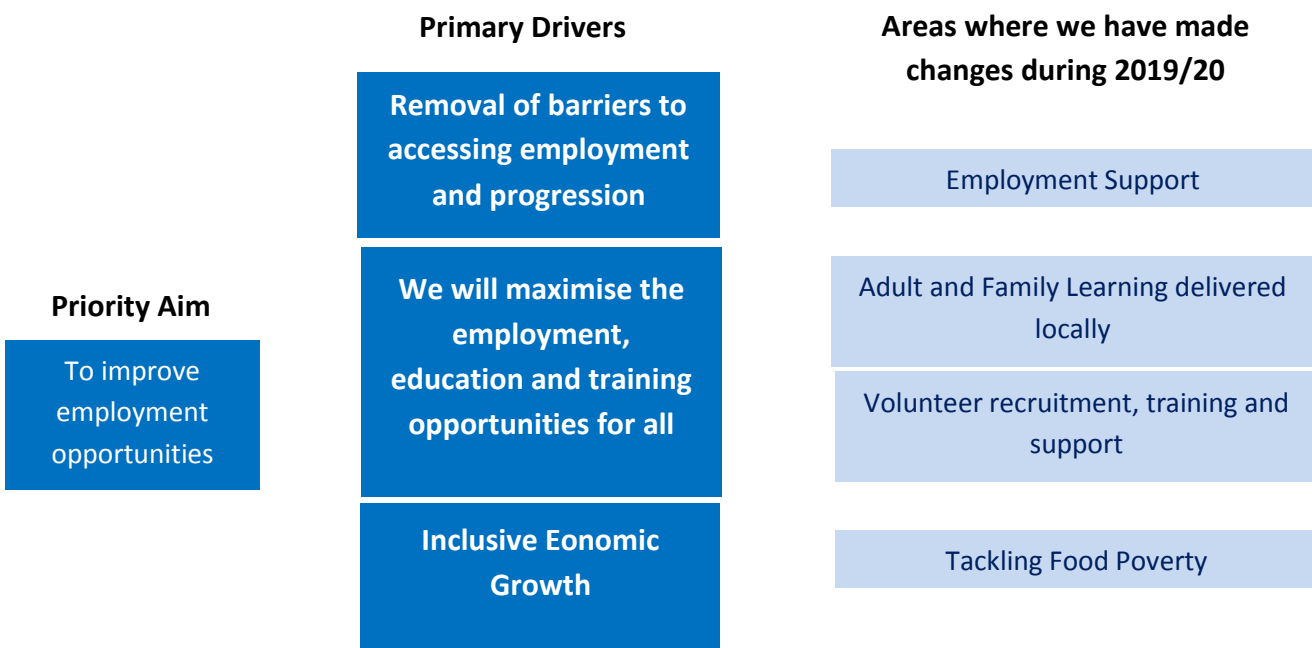 Priority Aim
To improve
employment
opportunities
Primary Drivers
Removal of barriers to
accessing employment
and progression
We will maximise the
employment,
education and training
opportunities for all
Inclusive Eonomic
Growth
Areas where we have made
changes during 2019/20
Employment Support
Adult and Family Learning delivered
locally
Volunteer recruitment, training and
support
Tackling Food Poverty